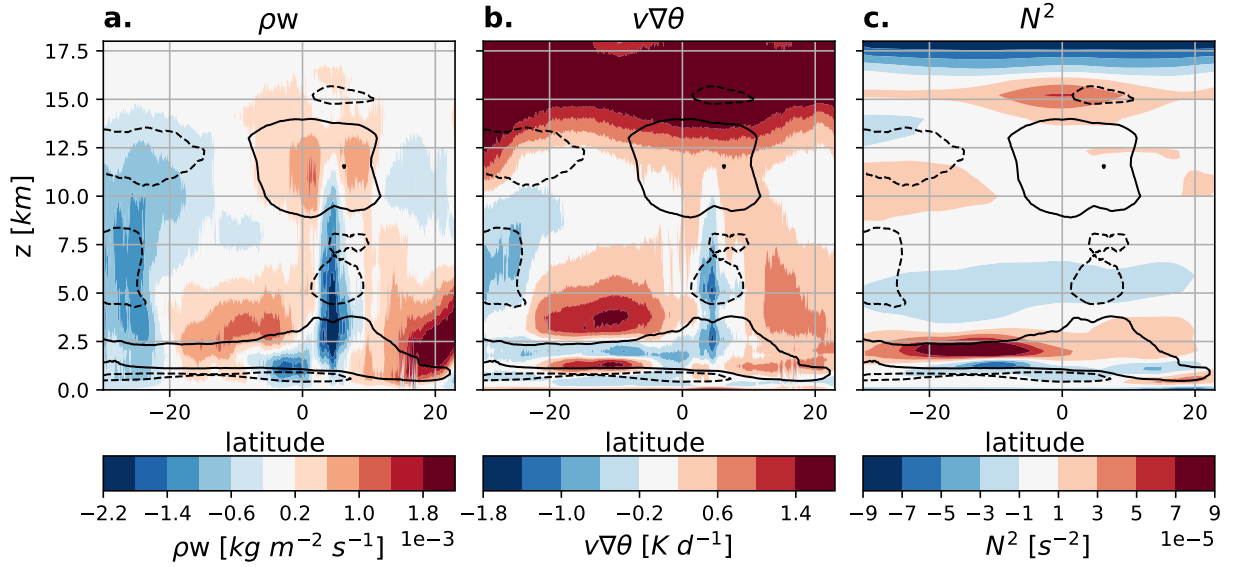 a. ρw b. v∇θ c. N²
17.5
15.0
12.5
10.0
7.5
5.0
2.5
0.0
z [km]
−20 0 20 −20 0 20 −20 0 20
latitude latitude latitude
−2.2 −1.4 −0.6 0.2 1.0 1.8 −1.8 −1.0 −0.2 0.6 1.4 −9 −7 −5 −3 −1 1 3 5 7 9
1e−3 1e−5
ρw [kg m⁻² s⁻¹] v∇θ [K d⁻¹] N² [s⁻²]